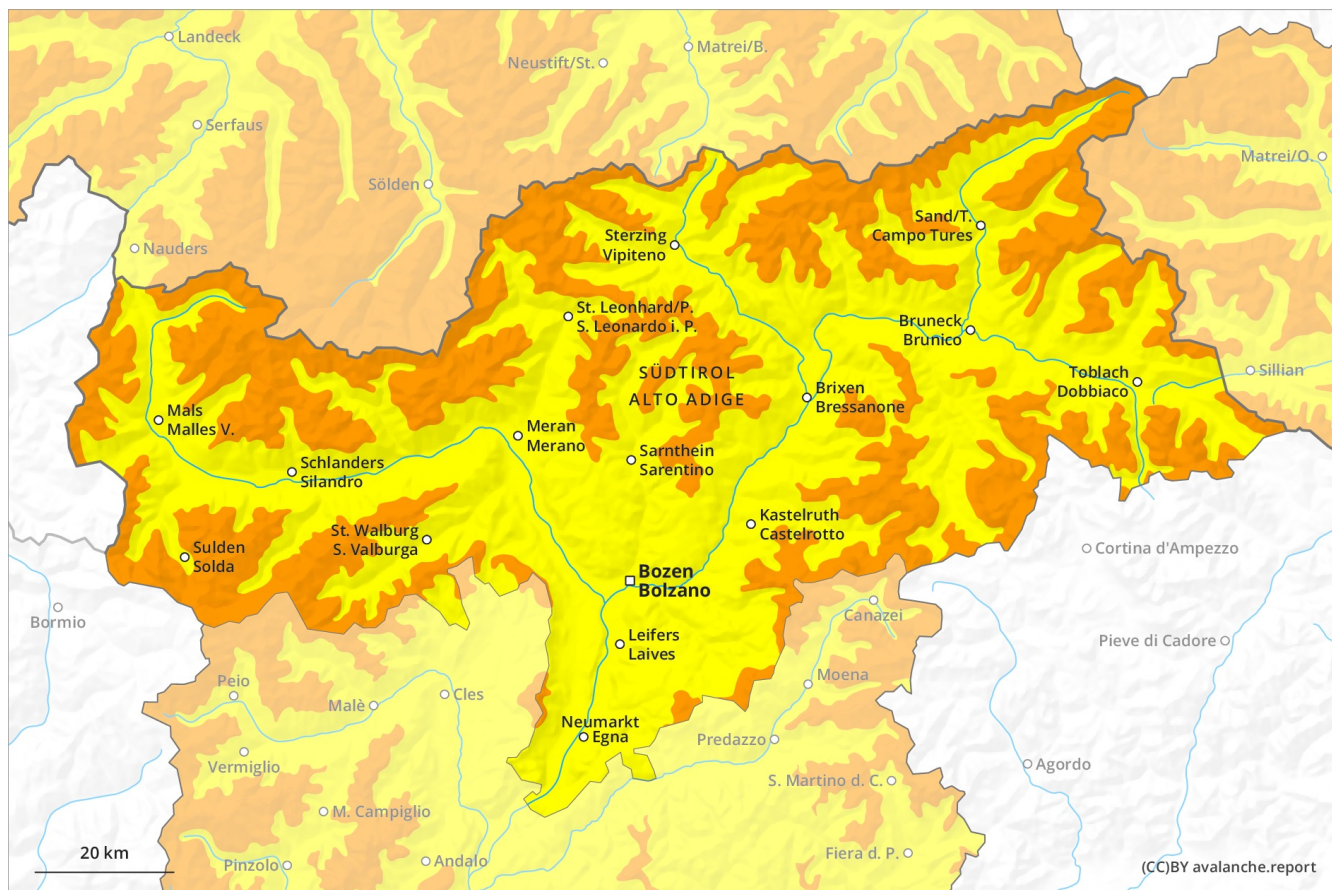 Landeck
Matrei/B.
Neustift/St.
Serfaus
Matrei/O.
Sölden
Sand/T.
Campo Tures
Sterzing
Vipiteno
Nauders
St. Leonhard/P.
S. Leonardo i. P.
Bruneck
Brunico
SÜDTIROL
ALTO ADIGE
Toblach
Dobbiaco
Sillian
Brixen
Bressanone
Mals
Malles V.
Meran
Merano
Schlanders
Silandro
Sarnthein
Sarentino
Kastelruth
Castelrotto
St. Walburg
S. Valburga
Sulden
Solda
Cortina d'Ampezzo
Bozen
Bolzano
Bormio
Canazei
Leifers
Laives
Pieve di Cadore
Peio
Moena
Cles
Malè
Neumarkt
Egna
Predazzo
Vermiglio
Agordo
S. Martino d. C.
M. Campiglio
20 km
Pinzolo
Andalo
Fiera d. P.
(CC)BY avalanche.report